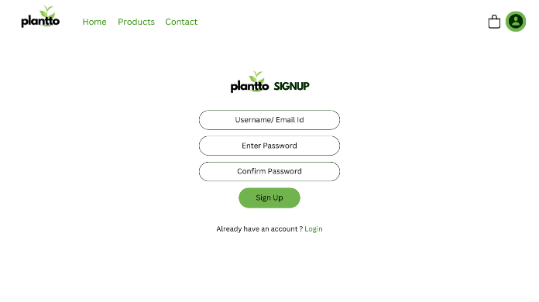 plantto Home Products Contact
plantto SIGNUP
Username/ Email Id
Enter Password
Confirm Password
Sign Up
Already have an account ? Login